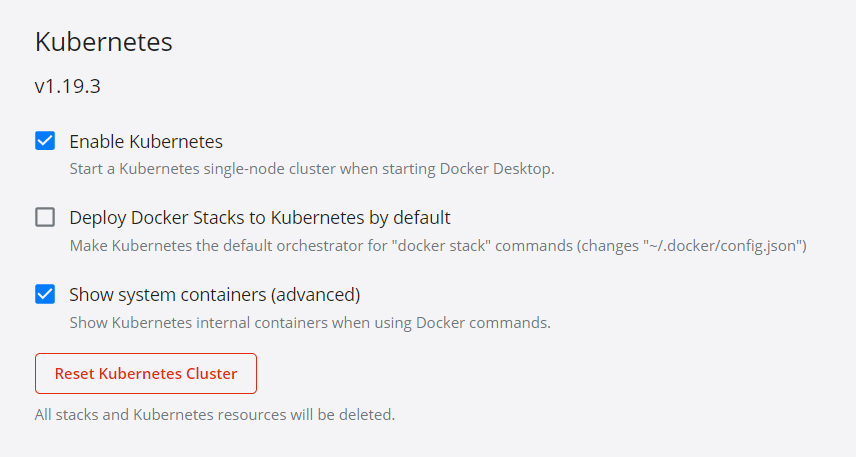 Kubernetes
v1.19.3
Enable Kubernetes
Start a Kubernetes single-node cluster when starting Docker Desktop.
Deploy Docker Stacks to Kubernetes by default
Make Kubernetes the default orchestrator for "docker stack" commands (changes "~/.docker/config.json")
Show system containers (advanced)
Show Kubernetes internal containers when using Docker commands.
Reset Kubernetes Cluster
All stacks and Kubernetes resources will be deleted.